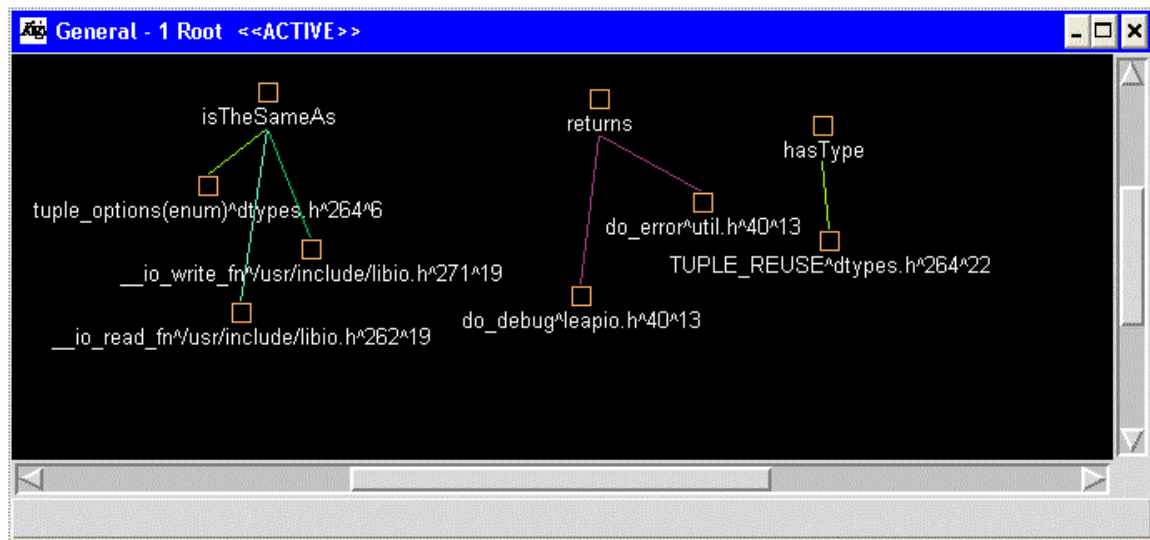 Rigi General - 1 Root <<ACTIVE>>
isTheSameAs
returns
hasType
tuple_options(enum)^dtypes.h^264^6
do_error^util.h^40^13
__io_write_fn^/usr/include/libio.h^271^19
TUPLE_REUSE^dtypes.h^264^22
__io_read_fn^/usr/include/libio.h^262^19
do_debug^leapio.h^40^13